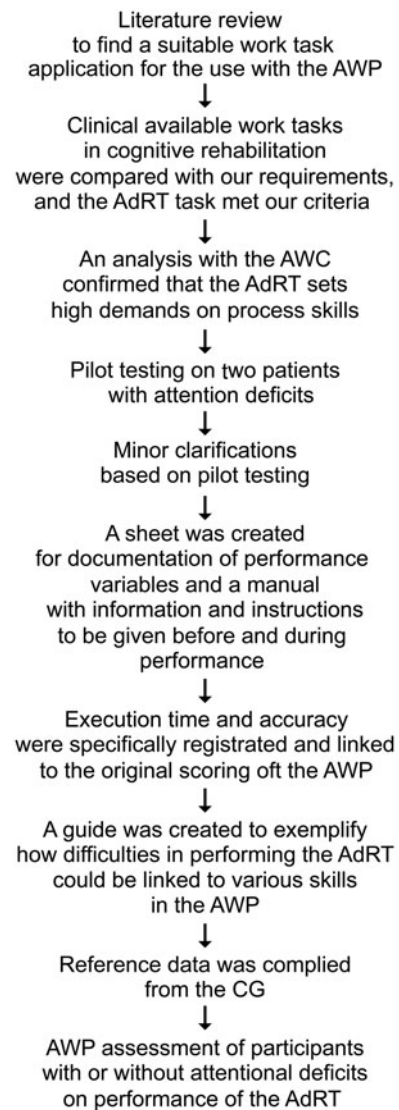 Literature review
to find a suitable work task
application for the use with the AWP
↓
Clinical available work tasks
in cognitive rehabilitation
were compared with our requirements,
and the AdRT task met our criteria
↓
An analysis with the AWC
confirmed that the AdRT sets
high demands on process skills
↓
Pilot testing on two patients
with attention deficits
↓
Minor clarifications
based on pilot testing
↓
A sheet was created
for documentation of performance
variables and a manual
with information and instructions
to be given before and during
performance
↓
Execution time and accuracy
were specifically registrated and linked
to the original scoring oft the AWP
↓
A guide was created to exemplify
how difficulties in performing the AdRT
could be linked to various skills
in the AWP
↓
Reference data was complied
from the CG
↓
AWP assessment of participants
with or without attentional deficits
on performance of the AdRT